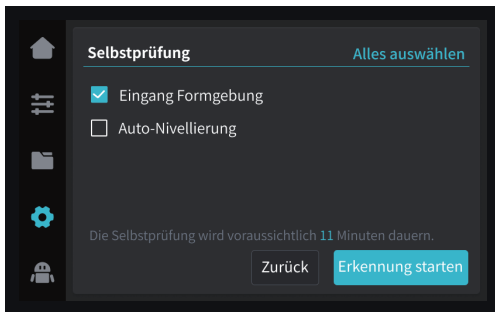 Selbstprüfung
Alles auswählen
Eingang Formgebung
Auto-Nivellierung
Die Selbstprüfung wird voraussichtlich 11 Minuten dauern.
Zurück
Erkennung starten